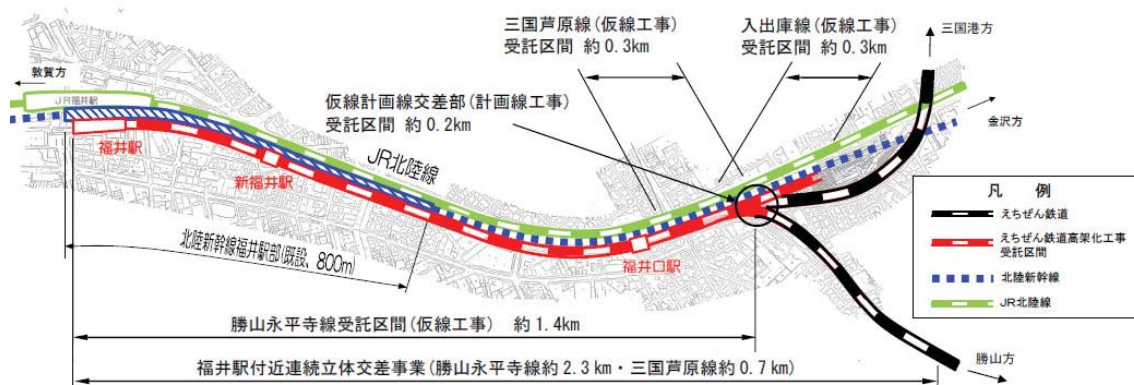 三国芦原線(仮線工事)
受託区間 約0.3km
入出庫線(仮線工事)
受託区間 約0.3km
三国港方
敦賀方
JR福井駅
仮線計画線交差部(計画線工事)
受託区間 約0.2km
金沢方
福井駅
新福井駅
JR北陸線
福井口駅
北陸新幹線福井駅部(既設、800m)
凡 例
えちぜん鉄道
えちぜん鉄道高架化工事
受託区間
北陸新幹線
JR北陸線
勝山永平寺線受託区間(仮線工事) 約1.4km
福井駅付近連続立体交差事業(勝山永平寺線約2.3km・三国芦原線約0.7km)
勝山方